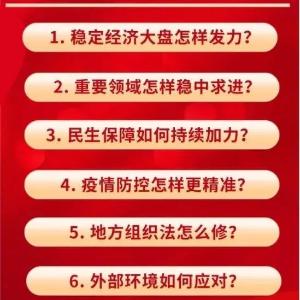 1. 稳定经济大盘怎样发力？
2. 重要领域怎样稳中求进？
3. 民生保障如何持续加力？
4. 疫情防控怎样更精准？
5. 地方组织法怎么修？
6. 外部环境如何应对？